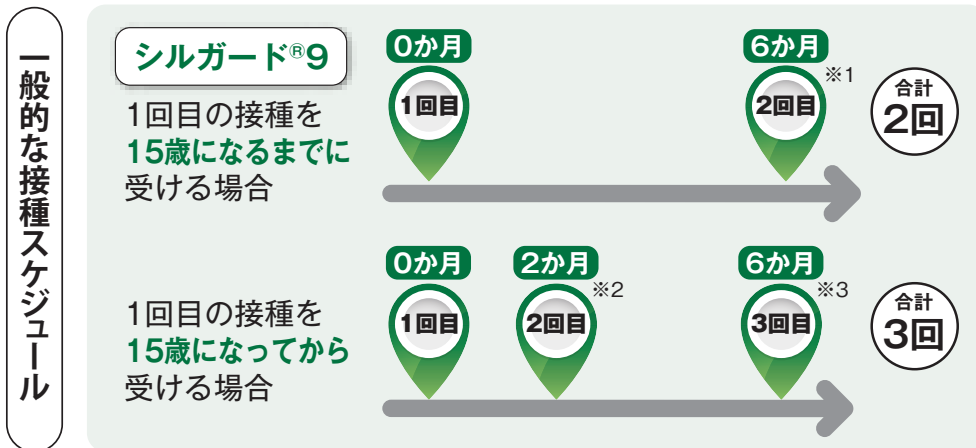 一般的な接種スケジュール
シルガード®9
1回目の接種を
15歳になるまでに
受ける場合
0か月
1回目
6か月
※1
2回目
合計
2回
1回目の接種を
15歳になってから
受ける場合
0か月
1回目
2か月
※2
2回目
6か月
※3
3回目
合計
3回